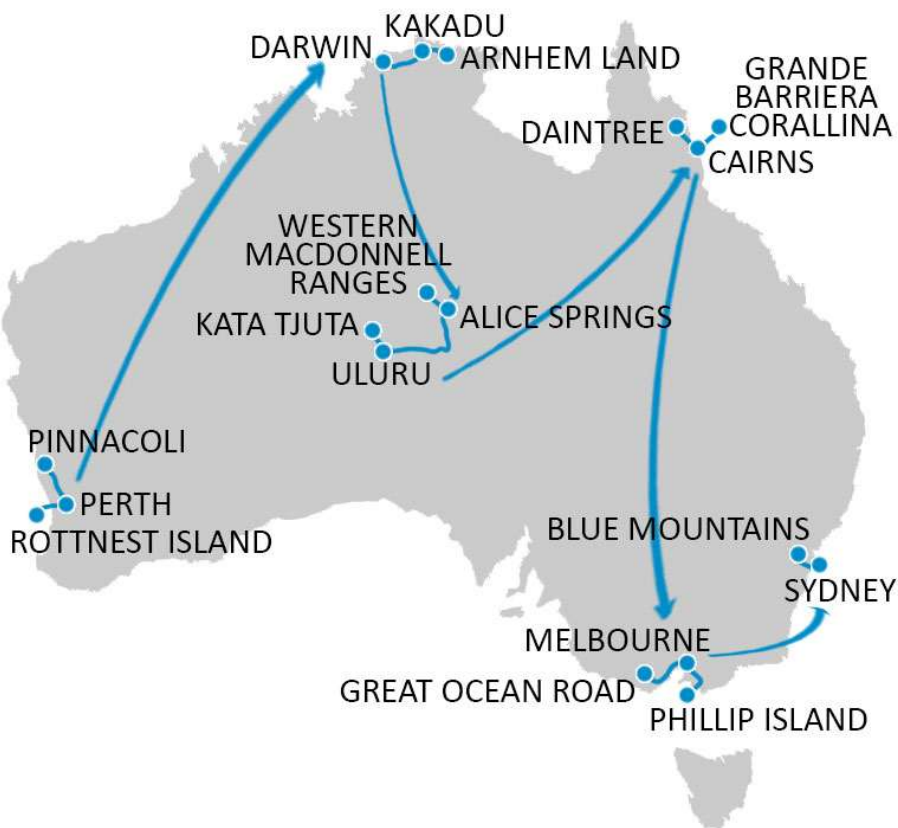 KAKADU
DARWIN
ARNHEM LAND
GRANDE
BARRIERA
CORALLINA
DAINTREE
CAIRNS
WESTERN
MACDONNELL
RANGES
ALICE SPRINGS
KATA TJUTA
ULURU
PINNACOLI
PERTH
ROTTNEST ISLAND
BLUE MOUNTAINS
SYDNEY
MELBOURNE
GREAT OCEAN ROAD
PHILLIP ISLAND